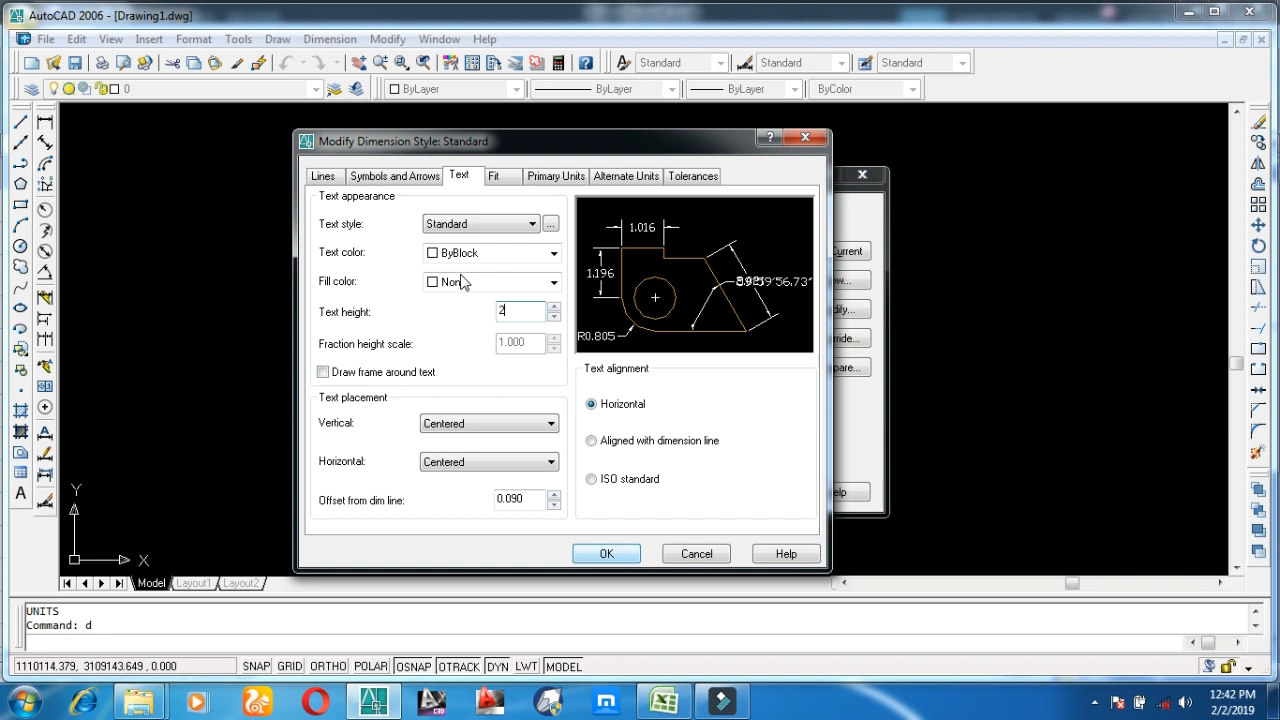 AutoCAD 2006 - [Drawing1.dwg]
File Edit View Insert Format Tools Draw Dimension Modify Window Help
Standard Standard Standard
0 ByLayer ByLayer ByLayer ByColor
Modify Dimension Style: Standard
Lines Symbols and Arrows Text Fit Primary Units Alternate Units Tolerances
Text appearance
Text style: Standard ...
Text color: ByBlock
Fill color: Non
Text height: 2
Fraction height scale: 1.000
Draw frame around text
Text placement
Vertical: Centered
Horizontal: Centered
Offset from dim line: 0.090
1.016
1.196
R0.805
Text alignment
Horizontal
Aligned with dimension line
ISO standard
OK Cancel Help
Current
ew...
dify...
rride...
pare...
elp
Y
X
Model Layout1 Layout2
UNITS
Command: d
1110114.379, 3109143.649 , 0.000 SNAP GRID ORTHO POLAR OSNAP OTRACK DYN LWT MODEL
12:42 PM
2/2/2019